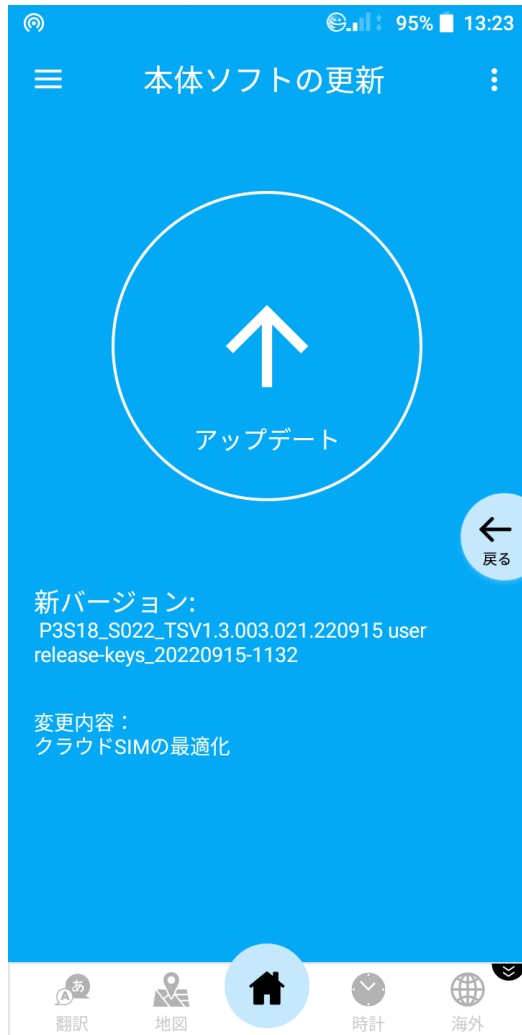 95% 13:23
本体ソフトの更新
アップデート
戻る
新バージョン:
P3S18_S022_TSV1.3.003.021.220915 user
release-keys_20220915-1132
変更内容：
クラウドSIMの最適化
あ
A
翻訳
地図
時計
海外